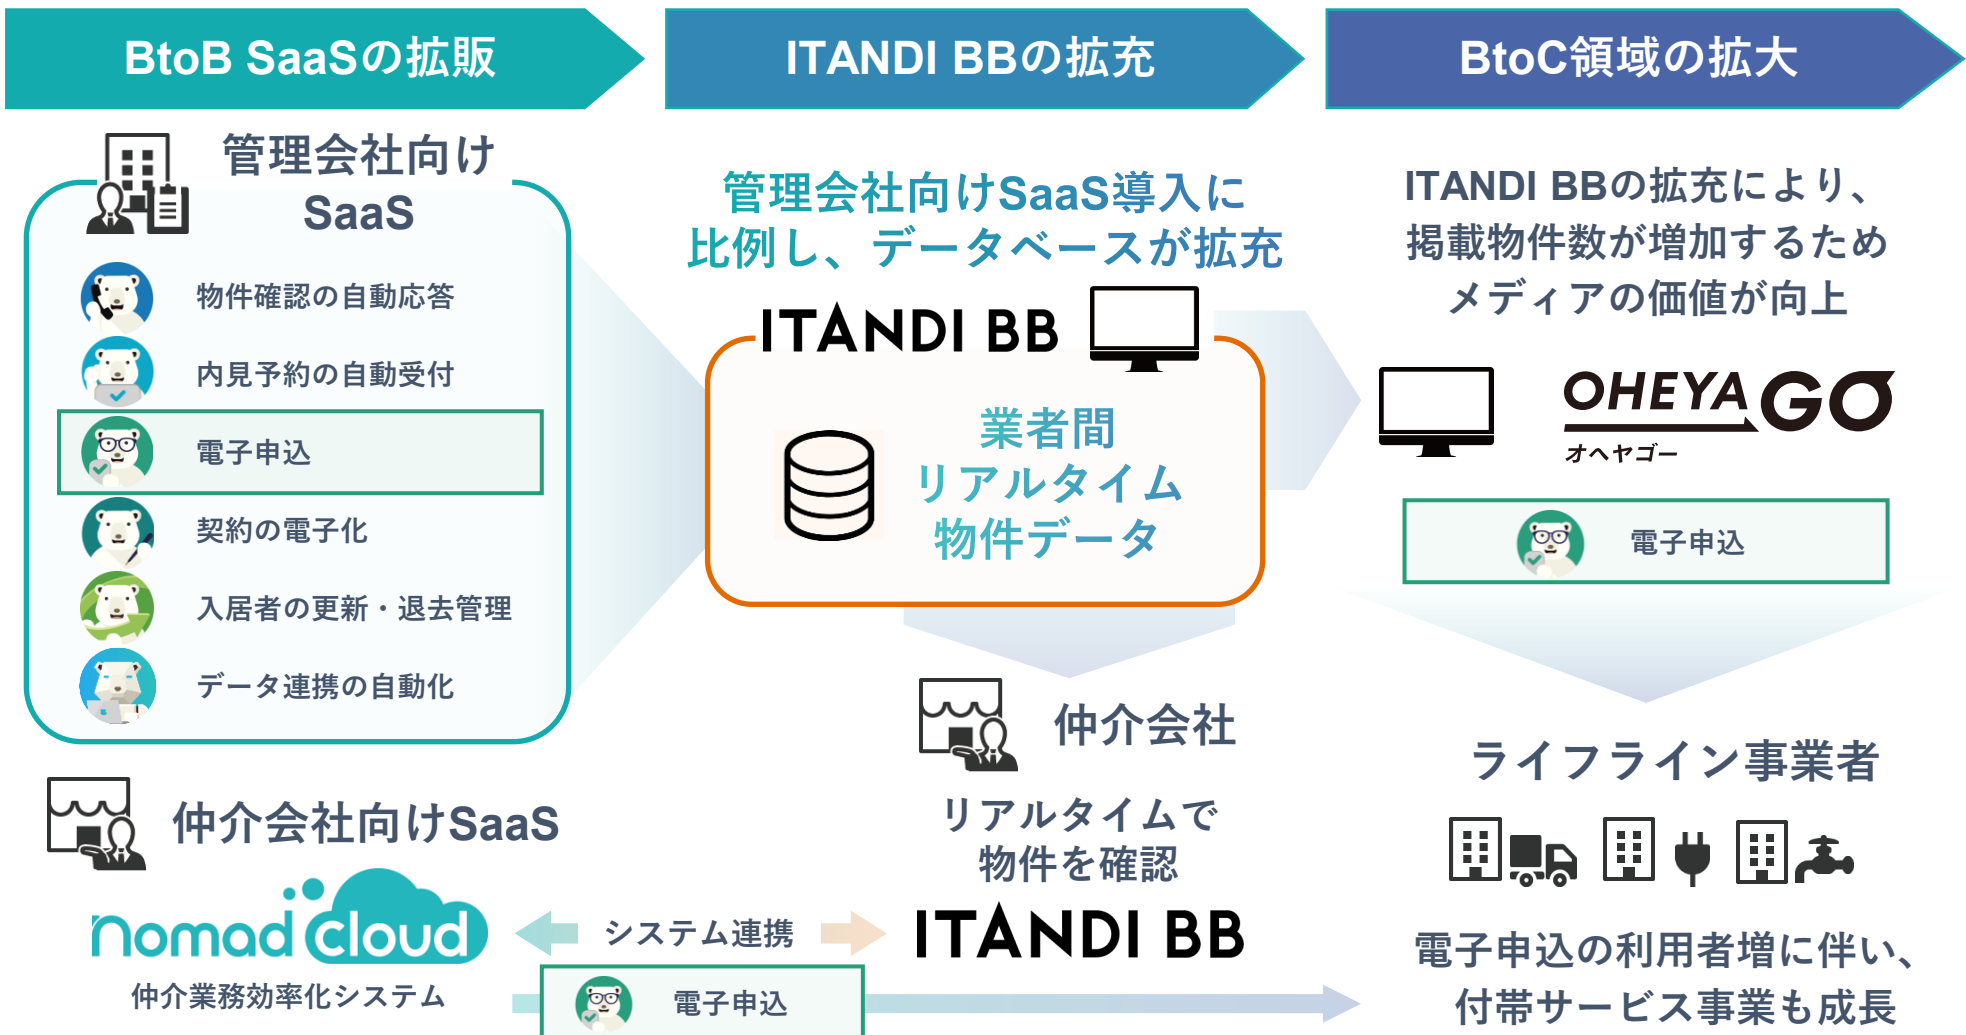 BtoB SaaSの拡販
ITANDI BBの拡充
BtoC領域の拡大
管理会社向け
SaaS
物件確認の自動応答
内見予約の自動受付
電子申込
契約の電子化
入居者の更新・退去管理
データ連携の自動化
仲介会社向けSaaS
nomad cloud
仲介業務効率化システム
管理会社向けSaaS導入に
比例し、データベースが拡充
ITANDI BB
業者間
リアルタイム
物件データ
仲介会社
リアルタイムで
物件を確認
システム連携
ITANDI BB
電子申込
ITANDI BBの拡充により、
掲載物件数が増加するため
メディアの価値が向上
OHEYAGO
オヘヤゴー
電子申込
ライフライン事業者
電子申込の利用者増に伴い、
付帯サービス事業も成長